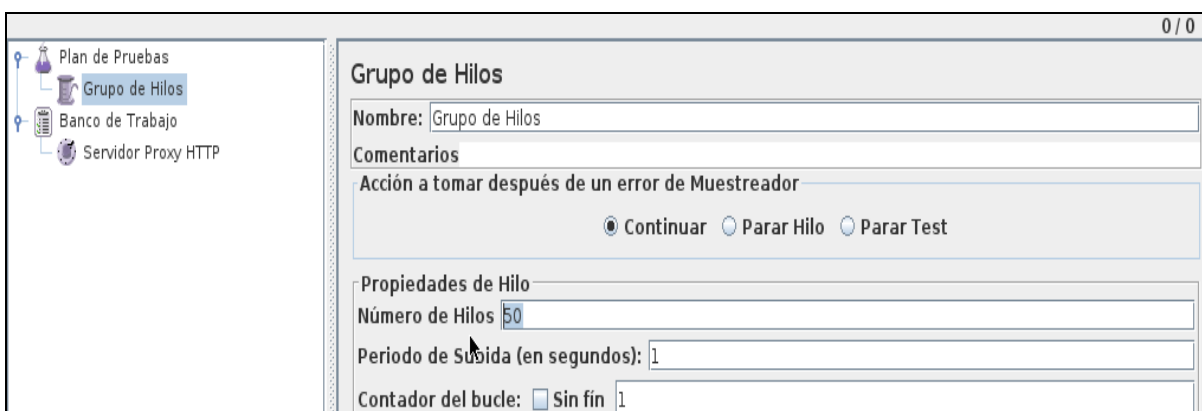 0 / 0
Plan de Pruebas
Grupo de Hilos
Banco de Trabajo
Servidor Proxy HTTP
Grupo de Hilos
Nombre: Grupo de Hilos
Comentarios
Acción a tomar después de un error de Muestreador
Continuar Parar Hilo Parar Test
Propiedades de Hilo
Número de Hilos 50
Periodo de Subida (en segundos): 1
Contador del bucle: Sin fín 1